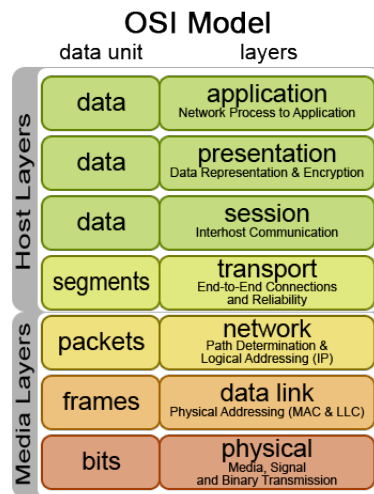 OSI Model
data unit layers
Host Layers
data application
Network Process to Application
data presentation
Data Representation & Encryption
data session
Interhost Communication
segments transport
End-to-End Connections
and Reliability
Media Layers
packets network
Path Determination &
Logical Addressing (IP)
frames data link
Physical Addressing (MAC & LLC)
bits physical
Media, Signal
and Binary Transmission